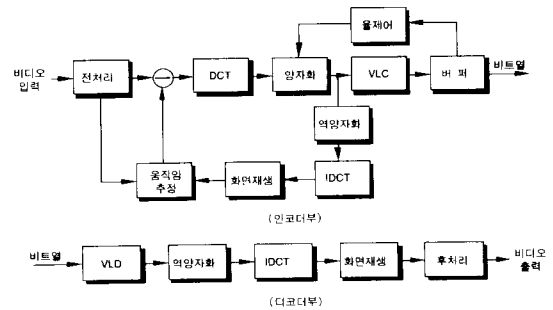 율제어
비디오
입력
전처리
DCT
양자화
VLC
버 퍼
비트열
역양자화
움직임
추정
화면재생
IDCT
(인코더부)
비트열
VLD
역양자화
IDCT
화면재생
후처리
비디오
출력
(디코더부)